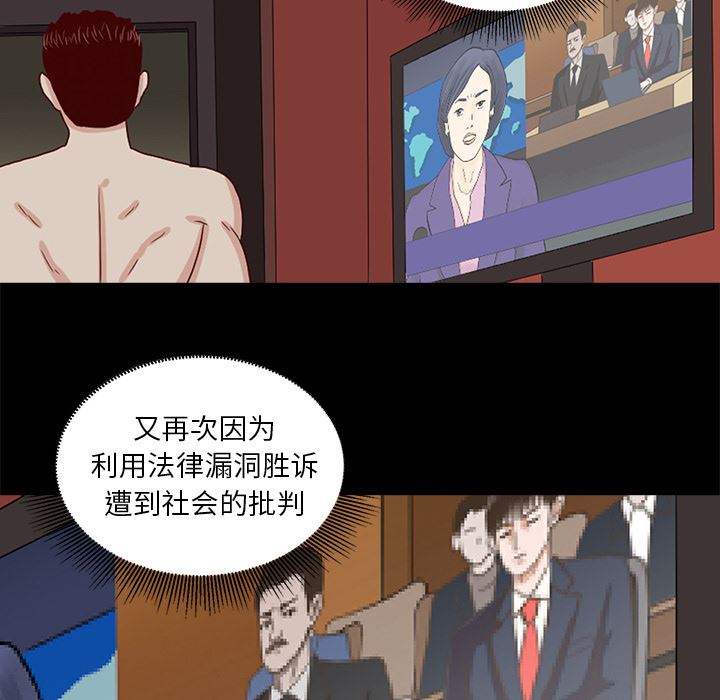 又再次因为
利用法律漏洞胜诉
遭到社会的批判